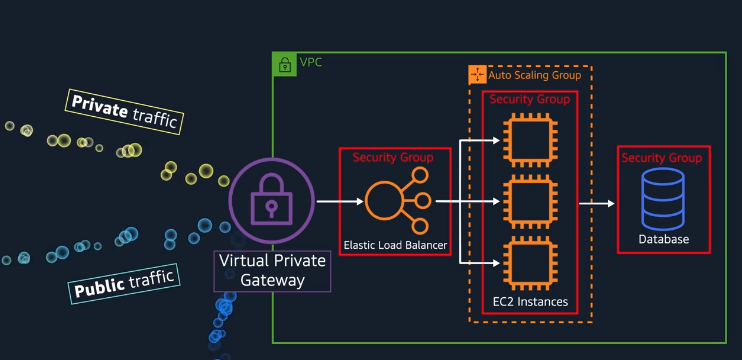 VPC
Auto Scaling Group
Private traffic
Security Group
Security Group
Security Group
Elastic Load Balancer
Database
Virtual Private
Gateway
Public traffic
EC2 Instances